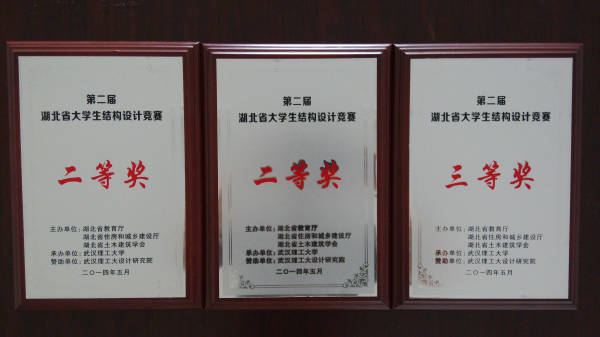 第二届
湖北省大学生结构设计竞赛
二等奖
主办单位：湖北省教育厅
湖北省住房和城乡建设厅
湖北省土木建筑学会
承办单位：武汉理工大学
赞助单位：武汉理工大设计研究院
二〇一四年五月
第二届
湖北省大学生结构设计竞赛
二等奖
主办单位：湖北省教育厅
湖北省住房和城乡建设厅
湖北省土木建筑学会
承办单位：武汉理工大学
赞助单位：武汉理工大设计研究院
二〇一四年五月
第二届
湖北省大学生结构设计竞赛
三等奖
主办单位：湖北省教育厅
湖北省住房和城乡建设厅
湖北省土木建筑学会
承办单位：武汉理工大学
赞助单位：武汉理工大设计研究院
二〇一四年五月